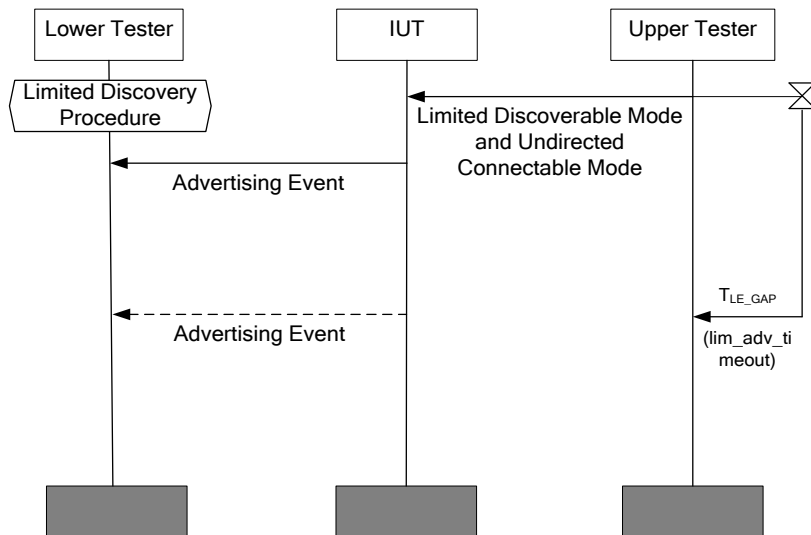 Lower Tester
IUT
Upper Tester
Limited Discovery
Procedure
Limited Discoverable Mode
and Undirected
Connectable Mode
Advertising Event
TLE_GAP
(lim_adv_ti
meout)
Advertising Event